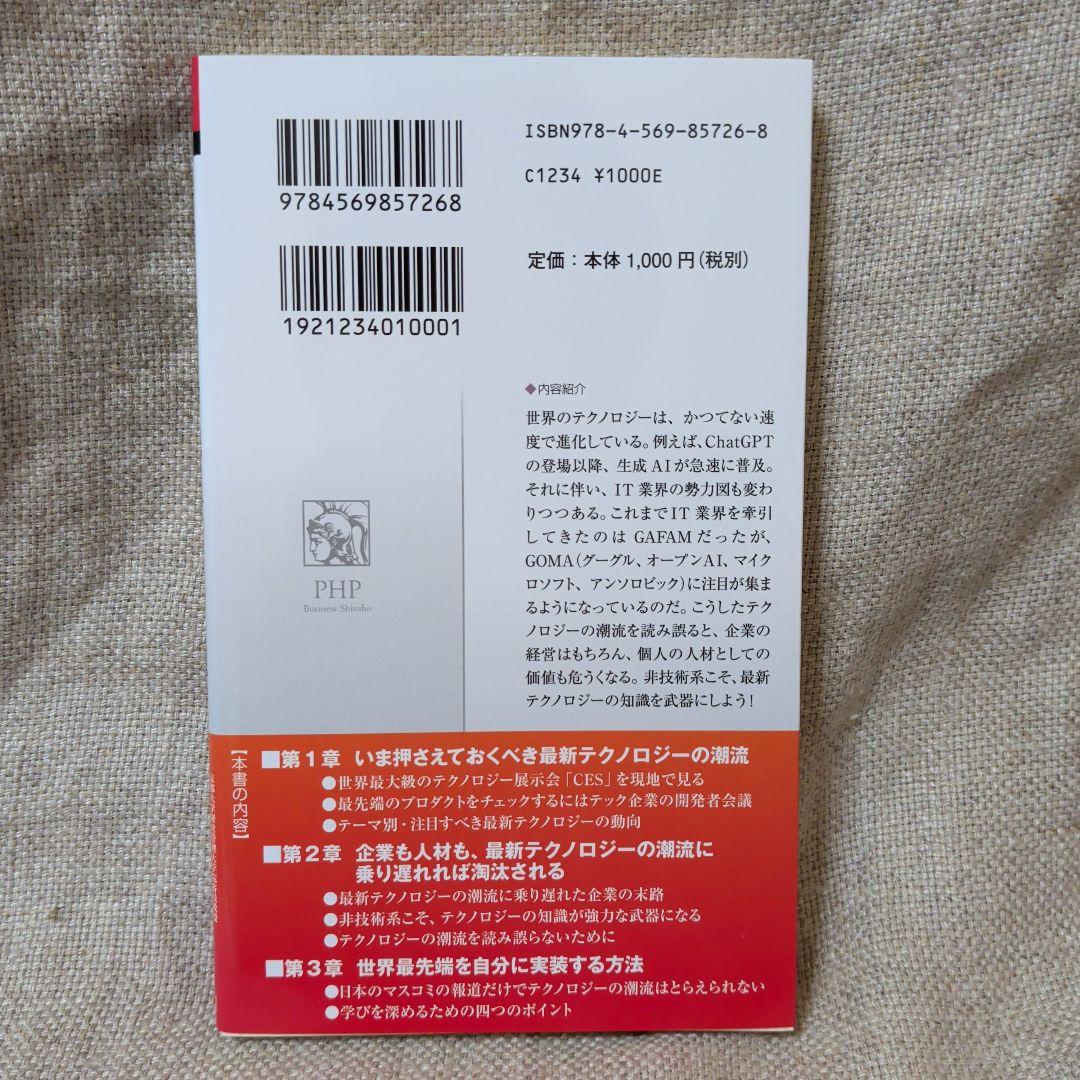 9784569857268
1921234010001
ISBN978-4-569-85726-8
C1234 ¥1000E
定価：本体 1,000 円（税別）
PHP
Business Shinsho
◆内容紹介
世界のテクノロジーは、かつてない速
度で進化している。例えば、ChatGPT
の登場以降、生成 AI が急速に普及。
それに伴い、IT 業界の勢力図も変わ
りつつある。これまで IT 業界を牽引
してきたのは GAFAM だったが、
GOMA（グーグル、オープンAI、マイク
ロソフト、アンソロピック）に注目が集ま
るようになっているのだ。こうしたテク
ノロジーの潮流を読み誤ると、企業の
経営はもちろん、個人の人材としての
価値も危うくなる。非技術系こそ、最新
テクノロジーの知識を武器にしよう！
【本書の内容】
■第1章 いま押さえておくべき最新テクノロジーの潮流
●世界最大級のテクノロジー展示会「CES」を現地で見る
●最先端のプロダクトをチェックするにはテック企業の開発者会議
●テーマ別・注目すべき最新テクノロジーの動向
■第2章 企業も人材も、最新テクノロジーの潮流に
乗り遅れれば淘汰される
●最新テクノロジーの潮流に乗り遅れた企業の末路
●非技術系こそ、テクノロジーの知識が強力な武器になる
●テクノロジーの潮流を読み誤らないために
■第3章 世界最先端を自分に実装する方法
●日本のマスコミの報道だけでテクノロジーの潮流はとらえられない
●学びを深めるための四つのポイント